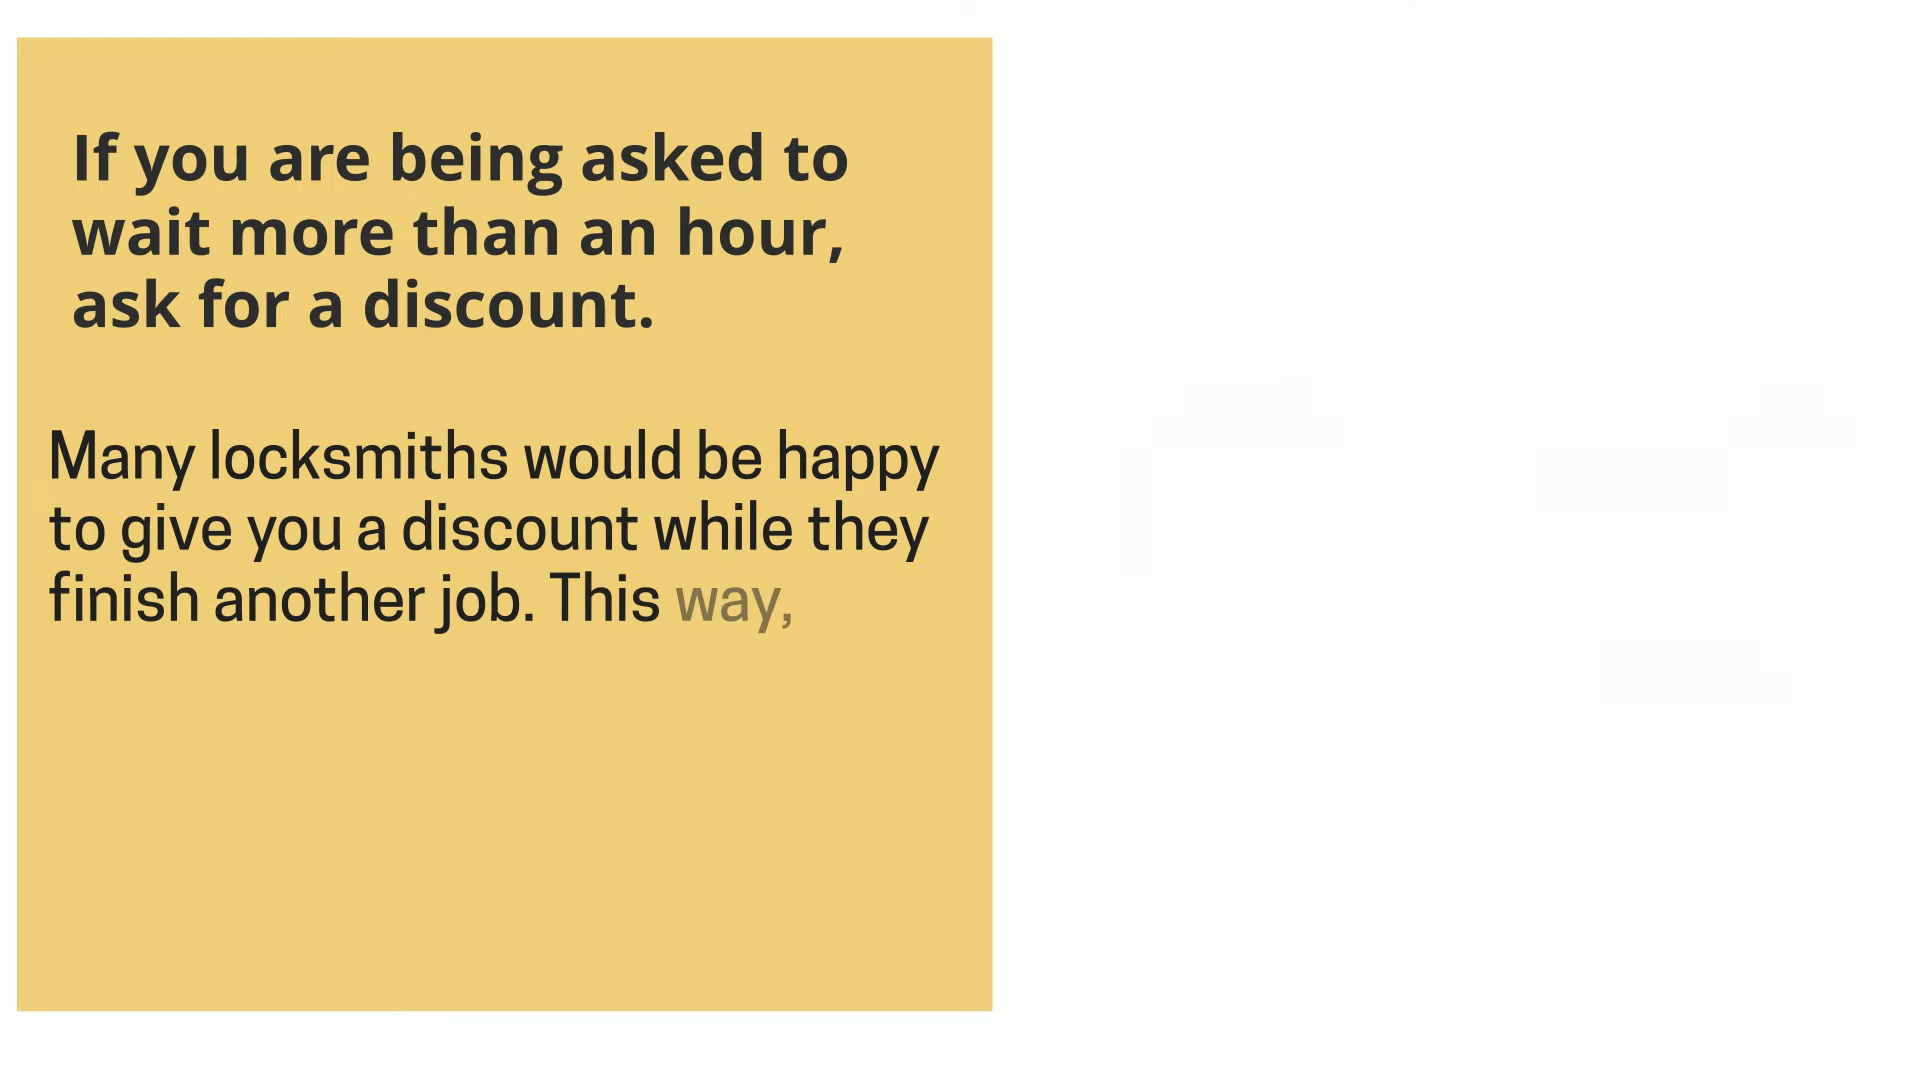 If you are being asked to
wait more than an hour,
ask for a discount.
Many locksmiths would be happy
to give you a discount while they
finish another job. This way,